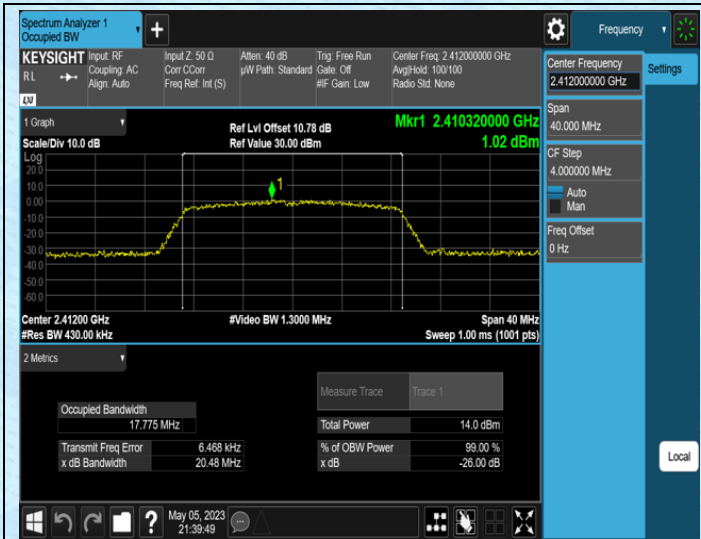 Spectrum Analyzer 1
Occupied BW
+
Frequency
KEYSIGHT
RL
LXI
Input: RF
Coupling: AC
Align: Auto
Input Z: 50 Ω
Corr CCorr
Freq Ref: Int (S)
Atten: 40 dB
µW Path: Standard
Trig: Free Run
Gate: Off
#IF Gain: Low
Center Freq: 2.412000000 GHz
Avg|Hold: 100/100
Radio Std: None
Center Frequency
2.412000000 GHz
Settings
Span
40.000 MHz
CF Step
4.000000 MHz
Auto
Man
Freq Offset
0 Hz
Local
1 Graph
Scale/Div 10.0 dB
Ref Lvl Offset 10.78 dB
Ref Value 30.00 dBm
Mkr1 2.410320000 GHz
1.02 dBm
Log
20.0
10.0
0.00
-10.0
-20.0
-30.0
-40.0
-50.0
-60.0
1
Center 2.41200 GHz
#Res BW 430.00 kHz
#Video BW 1.3000 MHz
Span 40 MHz
Sweep 1.00 ms (1001 pts)
2 Metrics
Measure Trace Trace 1
Occupied Bandwidth
17.775 MHz
Total Power 14.0 dBm
Transmit Freq Error 6.468 kHz
% of OBW Power 99.00 %
x dB Bandwidth 20.48 MHz
x dB -26.00 dB
?
May 05, 2023
21:39:49